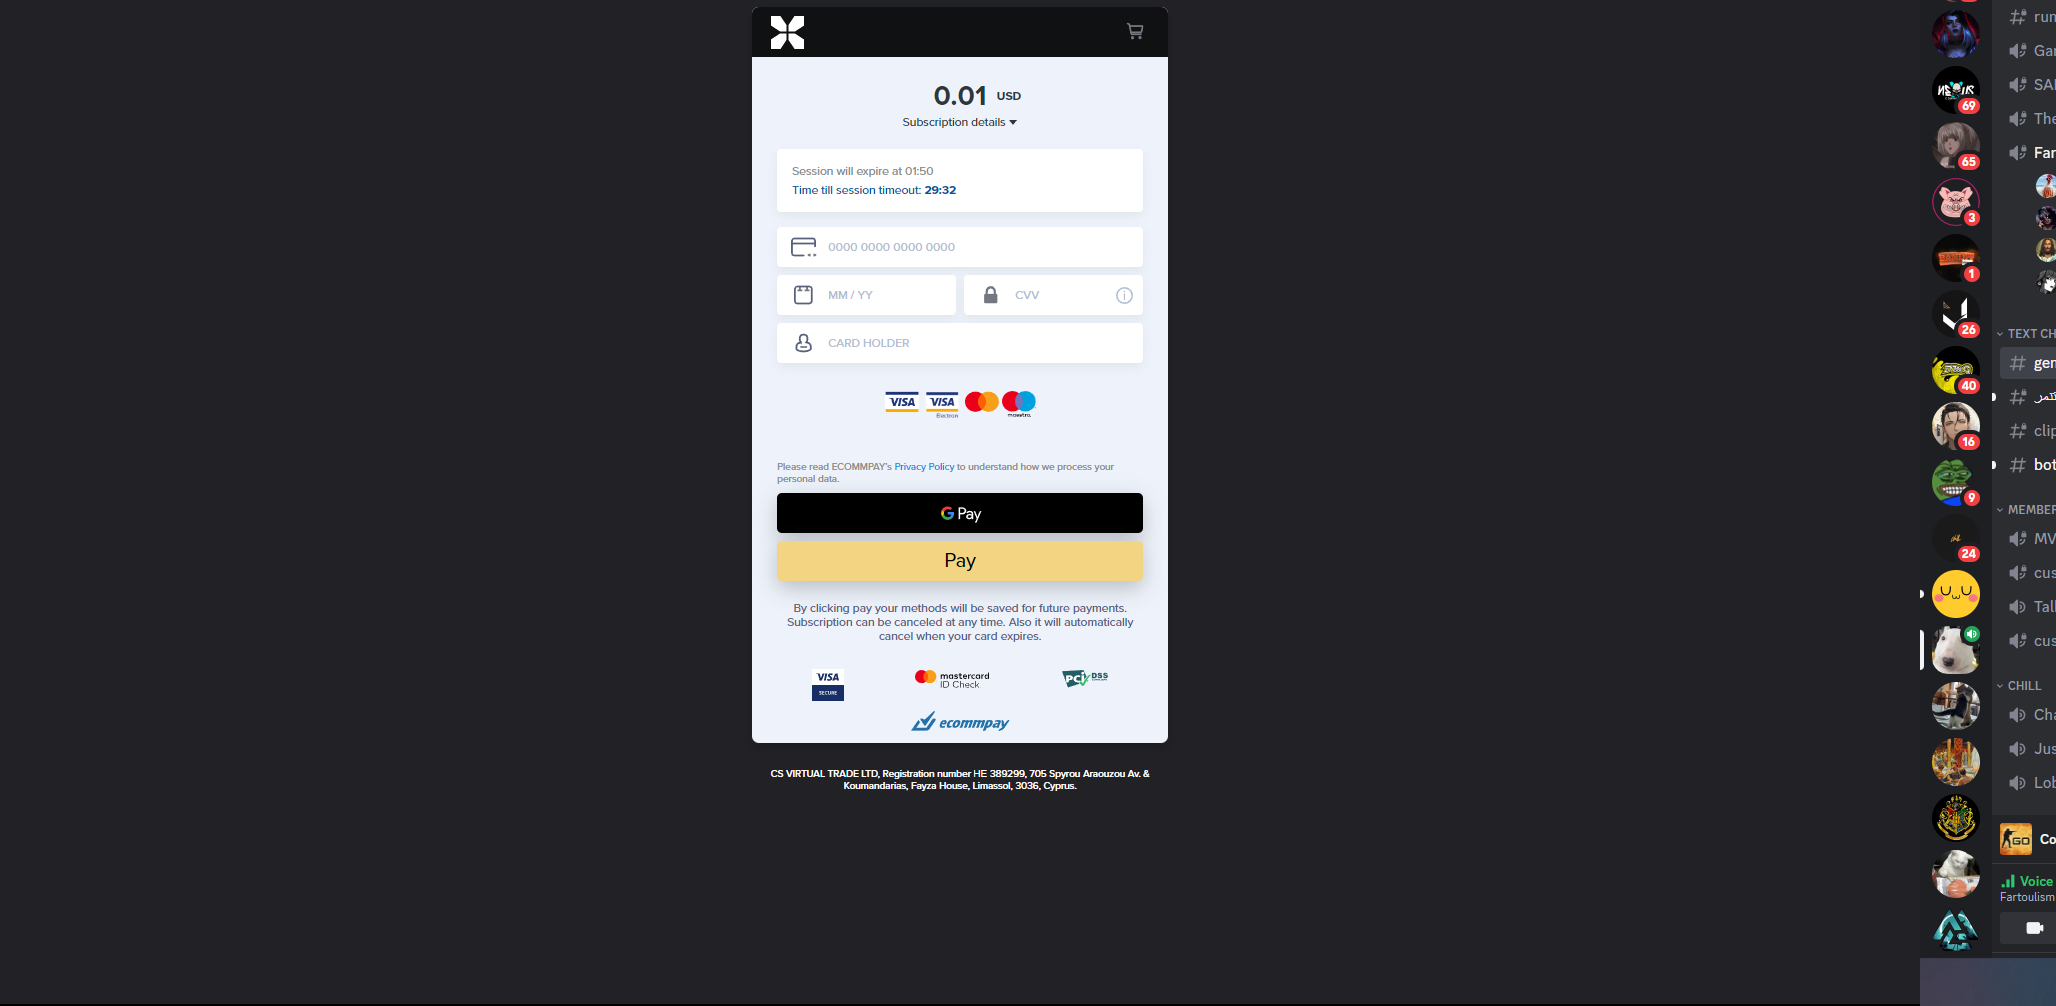 0.01 USD
Subscription details
Session will expire at 01:50
Time till session timeout: 29:32
0000 0000 0000 0000
MM / YY
CVV
CARD HOLDER
VISA
VISA
Electron
maestro
Please read ECOMMPAY's Privacy Policy to understand how we process your
personal data.
G Pay
Pay
By clicking pay your methods will be saved for future payments.
Subscription can be canceled at any time. Also it will automatically
cancel when your card expires.
VISA
SECURE
mastercard
ID Check
PCI DSS
ecommpay
CS VIRTUAL TRADE LTD, Registration number HE 389299, 705 Spyrou Araouzou Av. &
Koumandarias, Fayza House, Limassol, 3036, Cyprus.
69
65
3
1
26
40
16
9
24
run
Gar
SAI
The
Far
TEXT CH
gen
clip
bot
MEMBER
MV
cus
Tal
cus
CHILL
Cha
Jus
Lob
GO
Co
Voice
Fartoulism